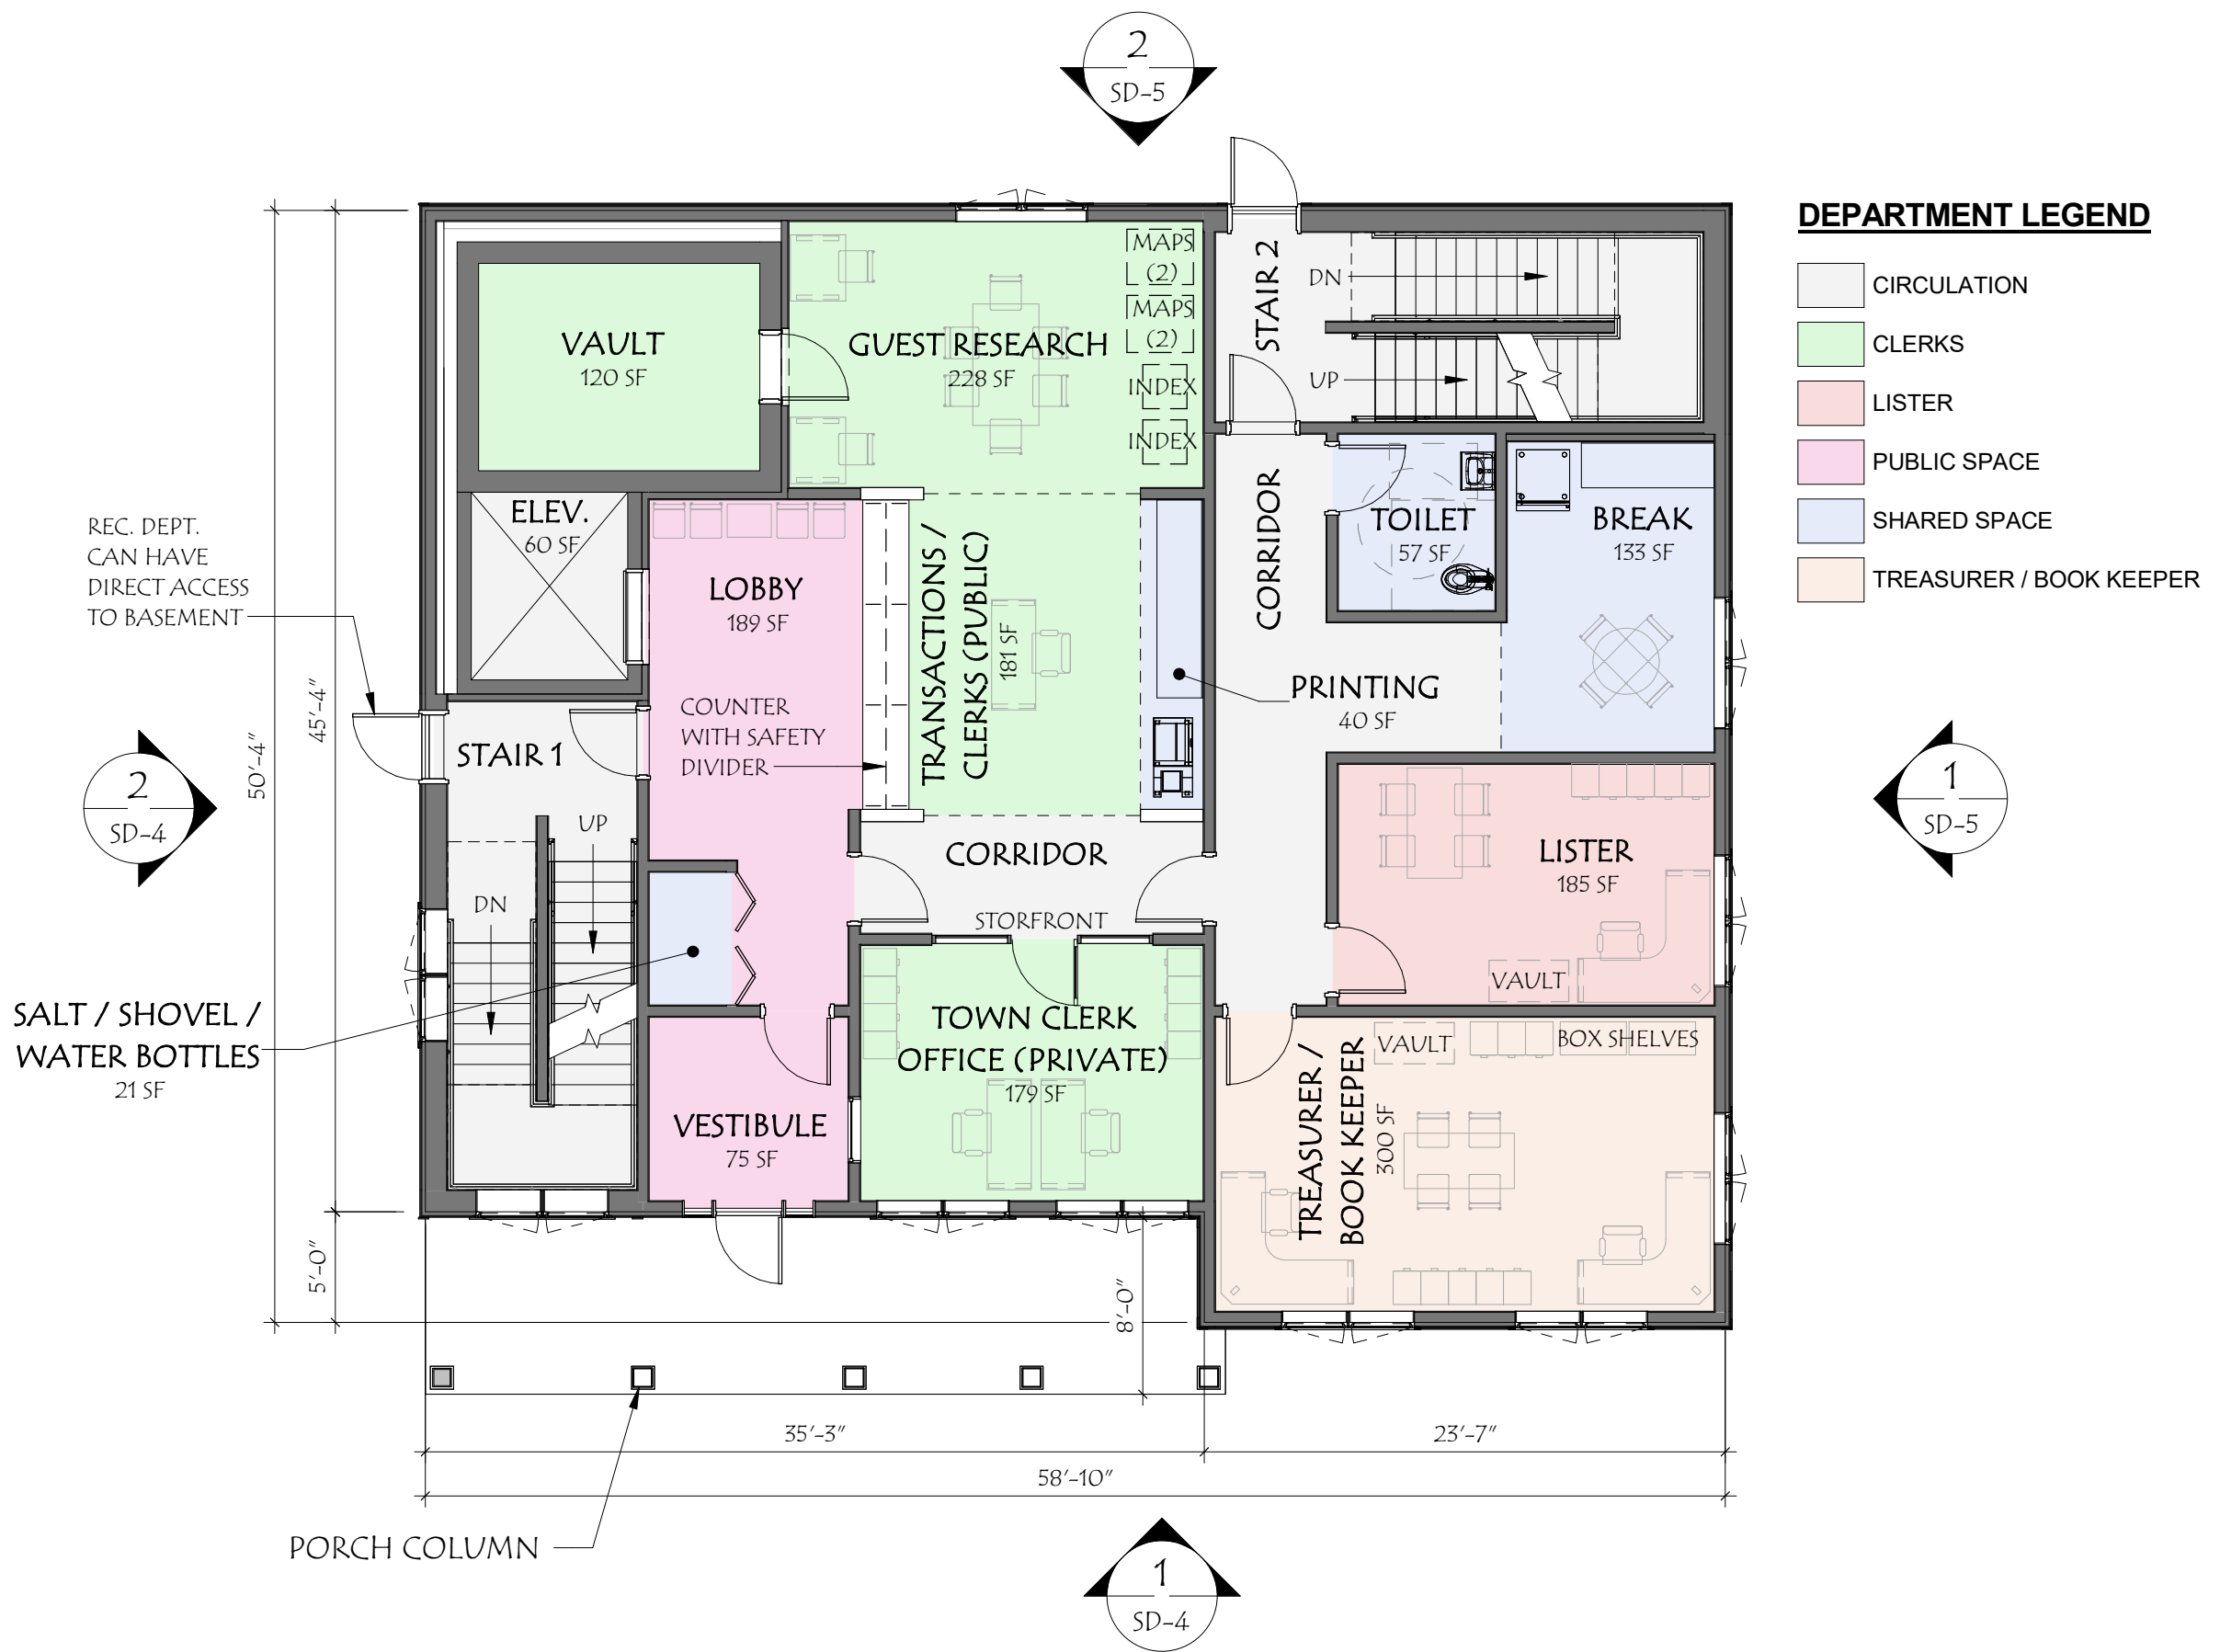 2
SD-5
DEPARTMENT LEGEND
CIRCULATION
CLERKS
LISTER
PUBLIC SPACE
SHARED SPACE
TREASURER / BOOK KEEPER
VAULT
120 SF
GUEST RESEARCH
228 SF
MAPS
(2)
MAPS
(2)
INDEX
INDEX
STAIR 2
DN
UP
REC. DEPT.
CAN HAVE
DIRECT ACCESS
TO BASEMENT
ELEV.
60 SF
LOBBY
189 SF
TRANSACTIONS /
CLERKS (PUBLIC)
181 SF
CORRIDOR
TOILET
57 SF
BREAK
133 SF
COUNTER
WITH SAFETY
DIVIDER
PRINTING
40 SF
50'-4"
45'-4"
STAIR 1
UP
DN
2
SD-4
1
SD-5
CORRIDOR
STORFRONT
LISTER
185 SF
VAULT
SALT / SHOVEL /
WATER BOTTLES
21 SF
TOWN CLERK
OFFICE (PRIVATE)
179 SF
VESTIBULE
75 SF
TREASURER /
BOOK KEEPER
300 SF
VAULT
BOX SHELVES
5'-0"
8'-0"
35'-3"
23'-7"
58'-10"
PORCH COLUMN
1
SD-4